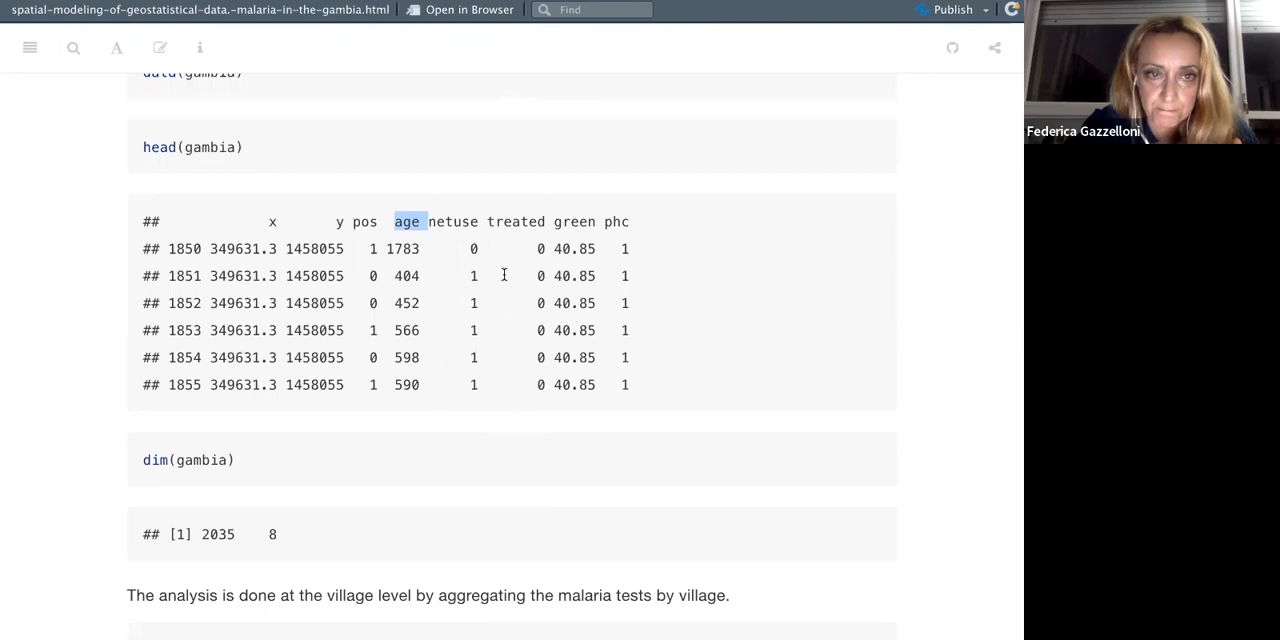 spatial-modeling-of-geostatistical-data.-malaria-in-the-gambia.html Open in Browser Find Publish
data(gambia)
head(gambia)
## x y pos age netuse treated green phc
## 1850 349631.3 1458055 1 1783 0 0 40.85 1
## 1851 349631.3 1458055 0 404 1 0 40.85 1
## 1852 349631.3 1458055 0 452 1 0 40.85 1
## 1853 349631.3 1458055 1 566 1 0 40.85 1
## 1854 349631.3 1458055 0 598 1 0 40.85 1
## 1855 349631.3 1458055 1 590 1 0 40.85 1
dim(gambia)
## [1] 2035 8
The analysis is done at the village level by aggregating the malaria tests by village.
Federica Gazzelloni